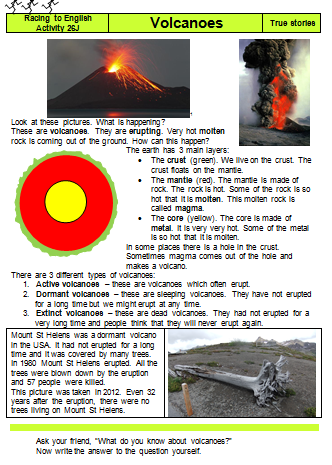 Racing to English
Activity 26J
Volcanoes
True stories
Look at these pictures. What is happening?
These are volcanoes. They are erupting. Very hot molten
rock is coming out of the ground. How can this happen?
The earth has 3 main layers:
• The crust (green). We live on the crust. The
crust floats on the mantle.
• The mantle (red). The mantle is made of
rock. The rock is hot. Some of the rock is so
hot that it is molten. This molten rock is
called magma.
• The core (yellow). The core is made of
metal. It is very very hot. Some of the metal
is so hot that it is molten.
In some places there is a hole in the crust.
Sometimes magma comes out of the hole and
makes a volcano.
There are 3 different types of volcanoes:
1. Active volcanoes – these are volcanoes which often erupt.
2. Dormant volcanoes – these are sleeping volcanoes. They have not erupted
for a long time but we might erupt at any time.
3. Extinct volcanoes – these are dead volcanoes. They had not erupted for a
very long time and people think that they will never erupt again.
Mount St Helens was a dormant volcano
in the USA. It had not erupted for a long
time and it was covered by many trees.
In 1980 Mount St Helens erupted. All the
trees were blown down by the eruption
and 57 people were killed.
This picture was taken in 2012. Even 32
years after the eruption, there were no
trees living on Mount St Helens.
Ask your friend, "What do you know about volcanoes?"
Now write the answer to the question yourself.